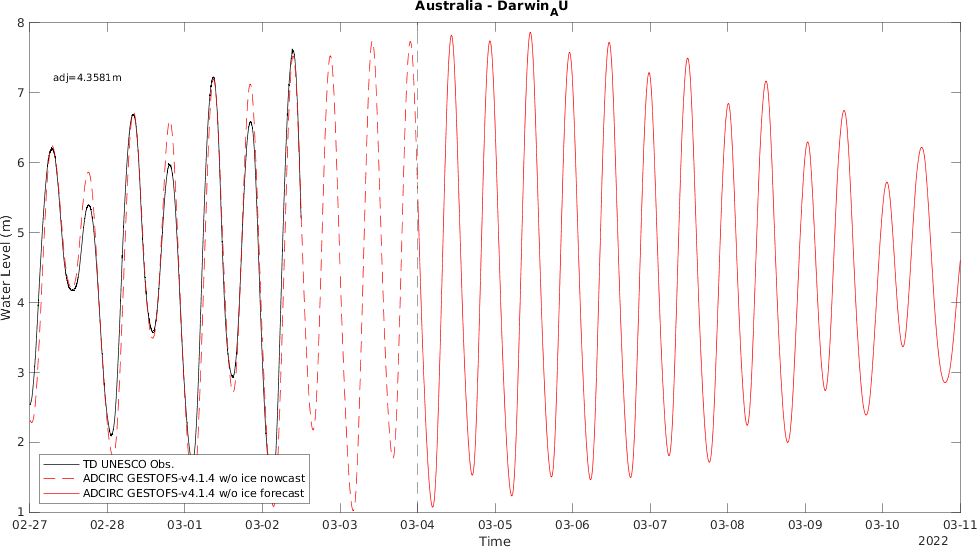 Australia - Darwin_AU
8
adj=4.3581m
7
6
5
Water Level (m)
4
3
2
TD UNESCO Obs.
ADCIRC GESTOFS-v4.1.4 w/o ice nowcast
ADCIRC GESTOFS-v4.1.4 w/o ice forecast
1
02-27 02-28 03-01 03-02 03-03 03-04 03-05 03-06 03-07 03-08 03-09 03-10 03-11
Time
2022